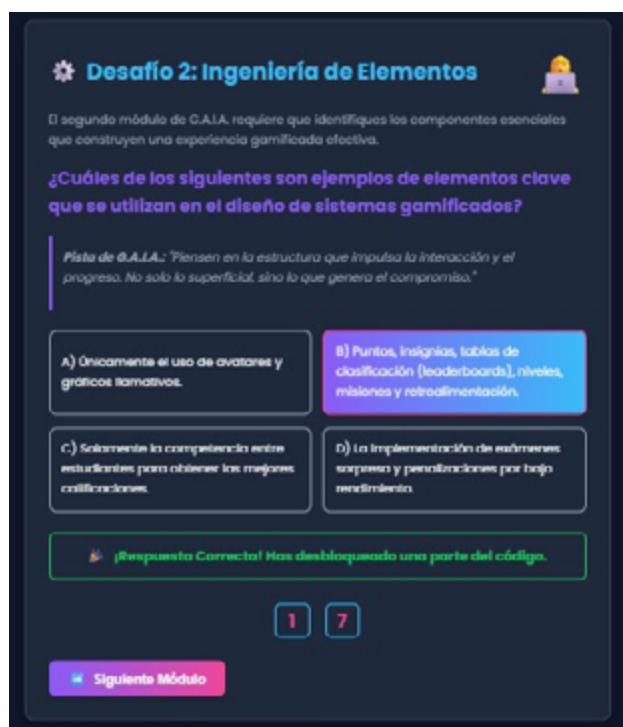 Desafío 2: Ingeniería de Elementos
El segundo módulo de G.A.I.A. requiere que identifiques los componentes esenciales
que construyen una experiencia gamificada efectiva.
¿Cuáles de los siguientes son ejemplos de elementos clave
que se utilizan en el diseño de sistemas gamificados?
Pista de G.A.I.A.: "Piensen en la estructura que impulsa la interacción y el
progreso. No solo lo superficial, sino lo que genera el compromiso."
A) Únicamente el uso de avatares y
gráficos llamativos.
B) Puntos, insignias, tablas de
clasificación (leaderboards), niveles,
misiones y retroalimentación.
C) Solamente la competencia entre
estudiantes para obtener las mejores
calificaciones.
D) La implementación de exámenes
sorpresa y penalizaciones por bajo
rendimiento.
¡Respuesta Correcta! Has desbloqueado una parte del código.
1 7
Siguiente Módulo